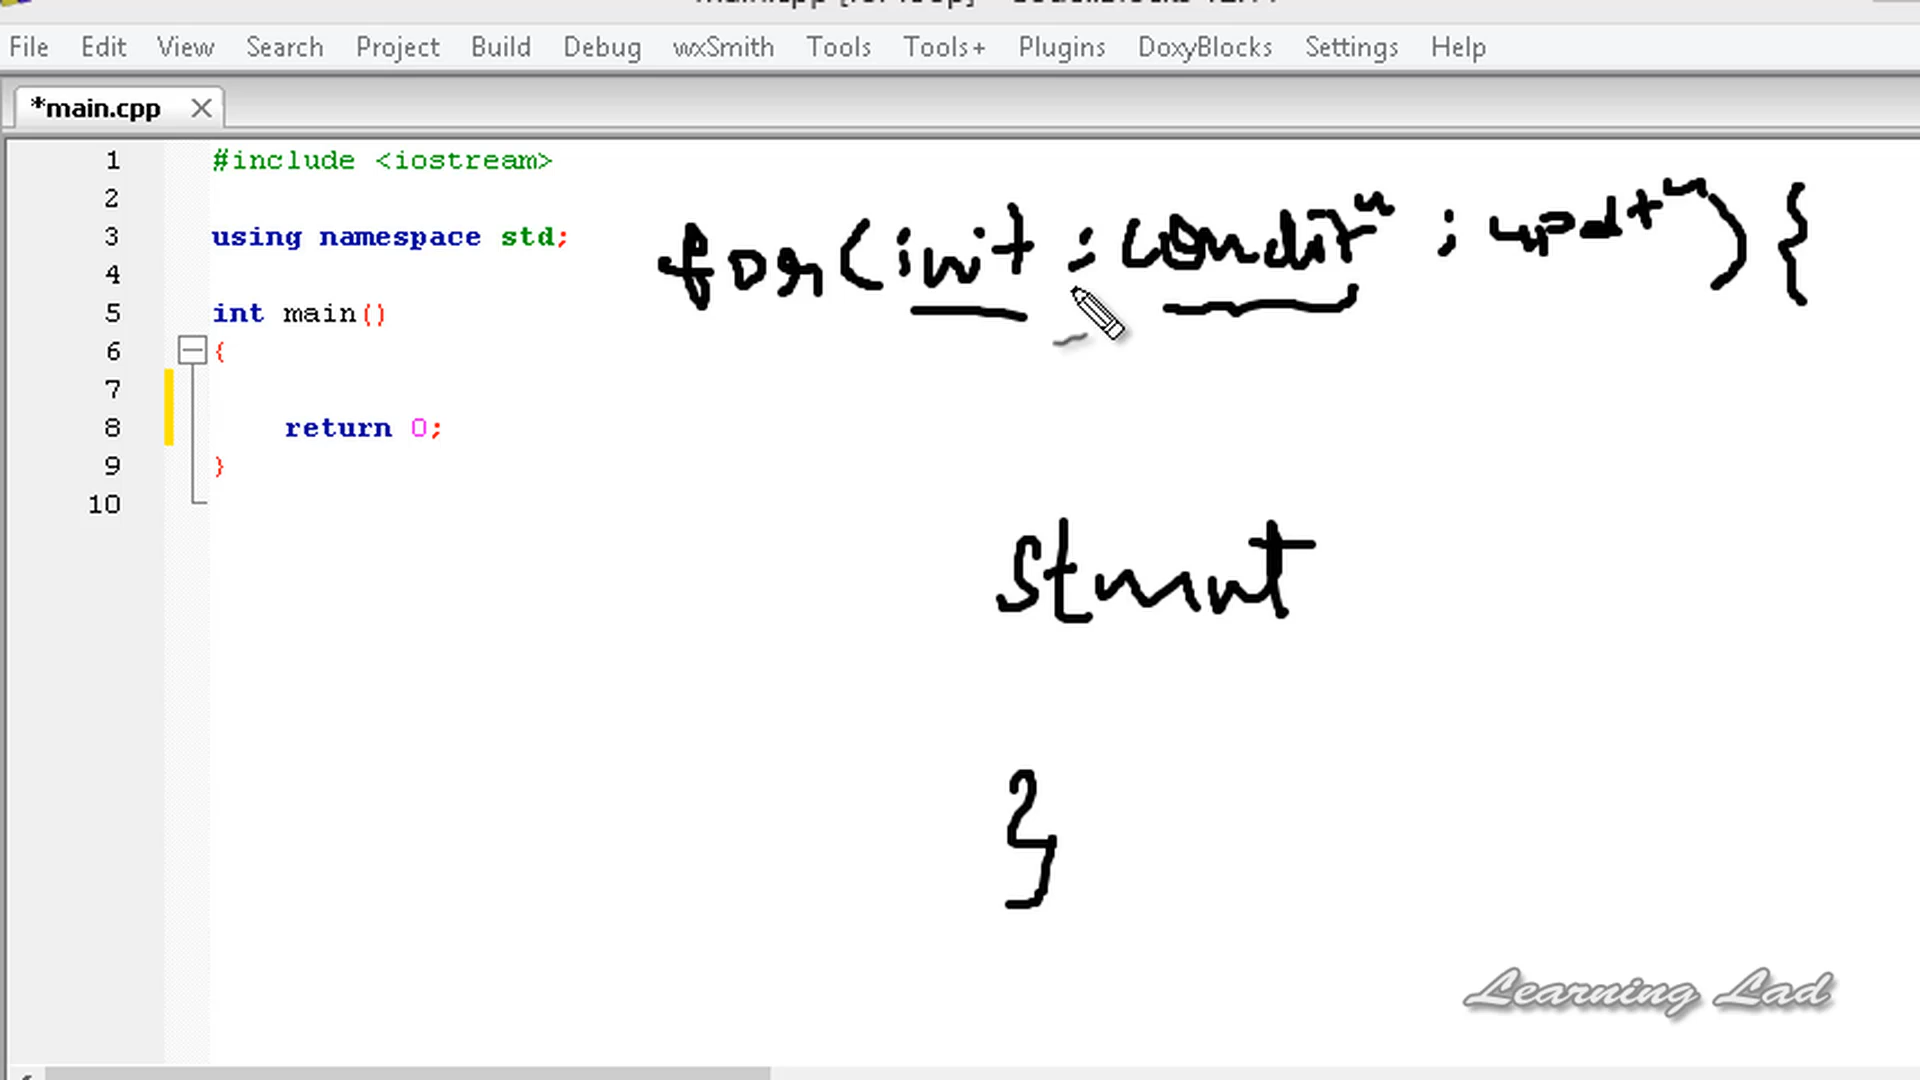 File Edit View Search Project Build Debug wxSmith Tools Tools+ Plugins DoxyBlocks Settings Help
*main.cpp
1 #include <iostream>
2
3 using namespace std;
4
5 int main()
6 {
7
8 return 0;
9 }
10
for(init ; conditn ; updtn) {
stmnt
}
Learning Lad